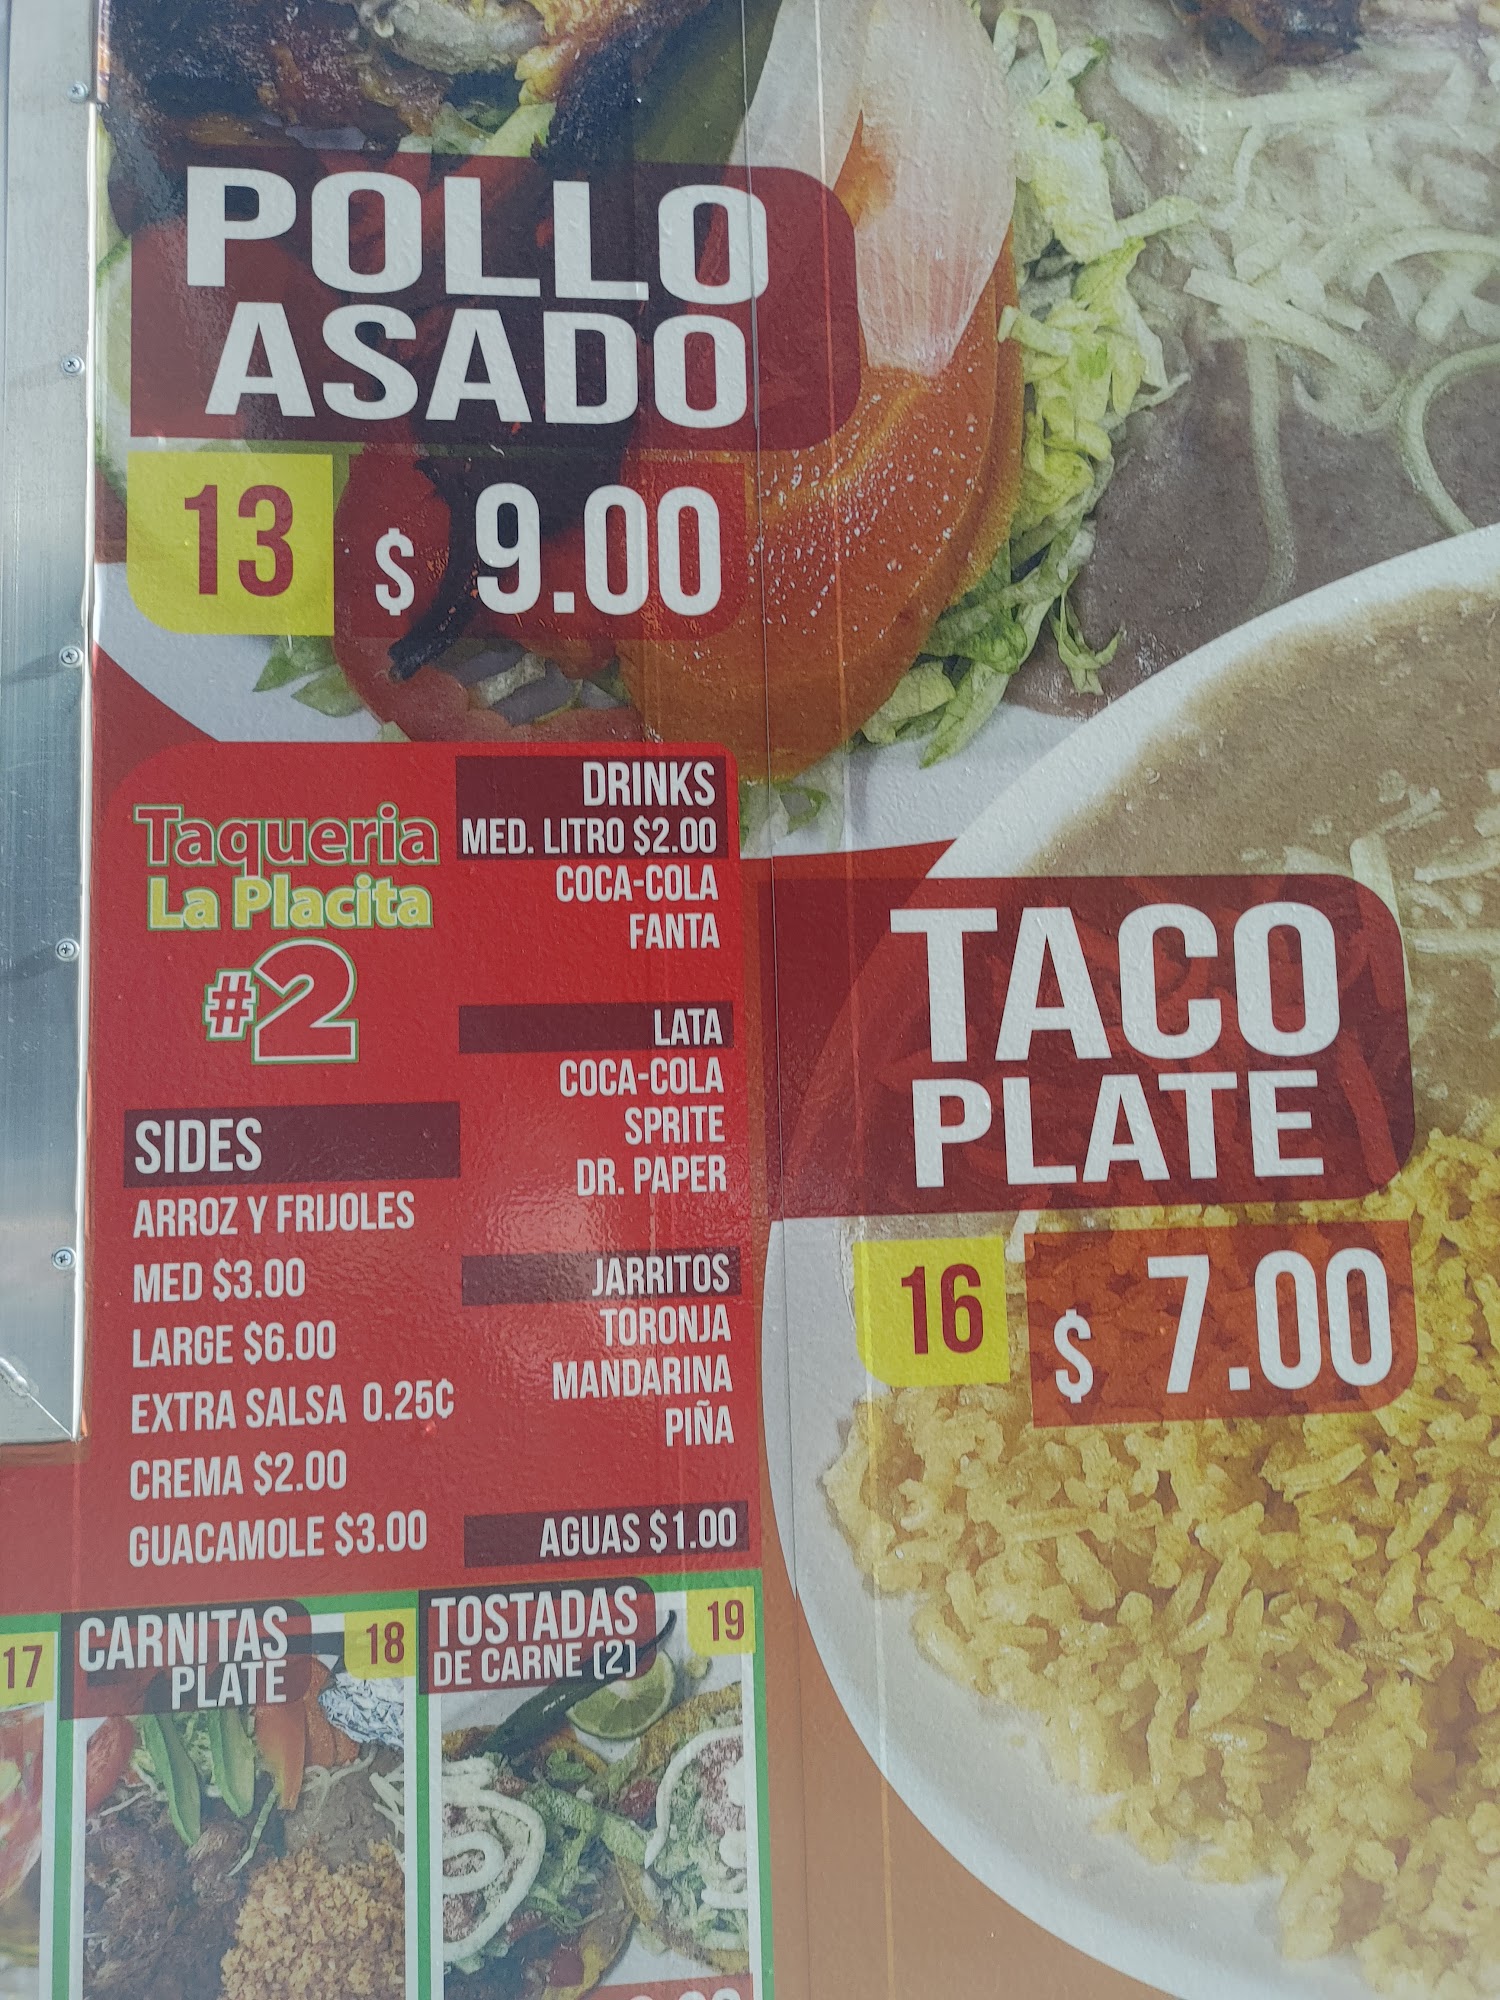 POLLO
ASADO
13 $ 9.00
Taqueria
La Placita
#2
DRINKS
MED. LITRO $2.00
COCA-COLA
FANTA
LATA
COCA-COLA
SPRITE
DR. PAPER
JARRITOS
TORONJA
MANDARINA
PIÑA
AGUAS $1.00
SIDES
ARROZ Y FRIJOLES
MED $3.00
LARGE $6.00
EXTRA SALSA 0.25¢
CREMA $2.00
GUACAMOLE $3.00
TACO
PLATE
16 $ 7.00
17
CARNITAS
PLATE
18
TOSTADAS
DE CARNE (2)
19